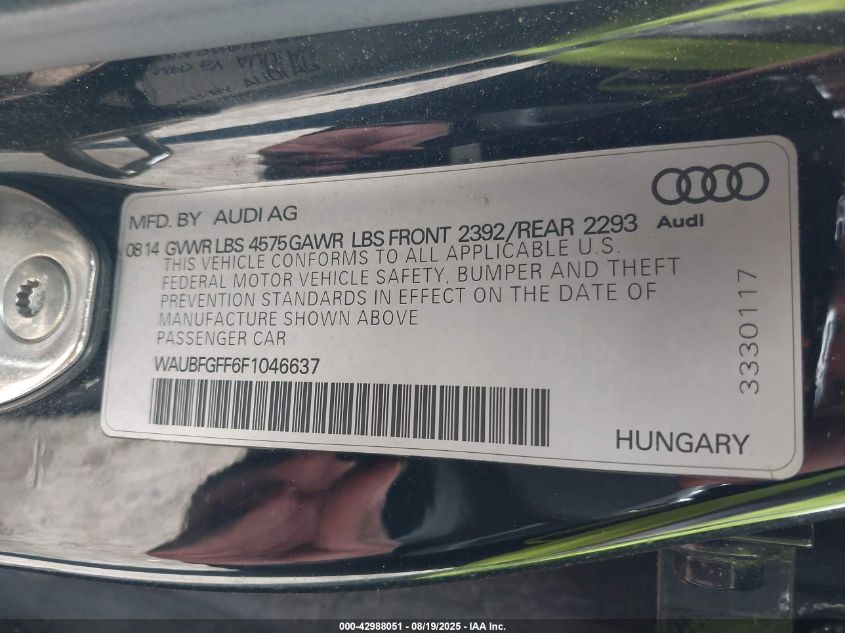 MFD. BY AUDI AG
Audi
08 14 GVWR LBS 4575 GAWR LBS FRONT 2392/REAR 2293
THIS VEHICLE CONFORMS TO ALL APPLICABLE U.S.
FEDERAL MOTOR VEHICLE SAFETY, BUMPER AND THEFT
PREVENTION STANDARDS IN EFFECT ON THE DATE OF
MANUFACTURE SHOWN ABOVE
PASSENGER CAR
WAUBFGFF6F1046637
HUNGARY
3330117
000-42988051 - 08/19/2025 - IAA Inc.